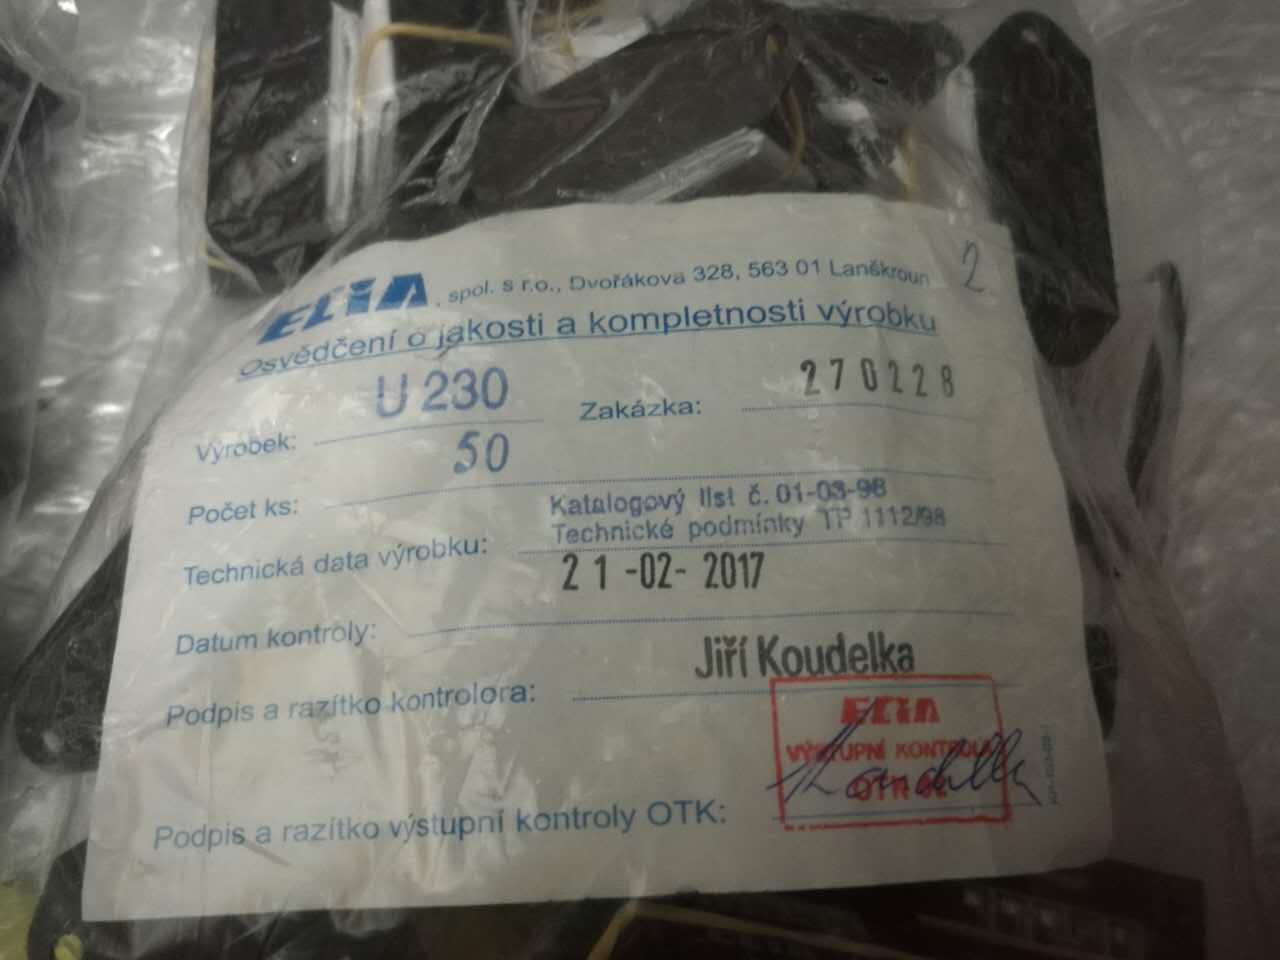 ELIA, spol. s r.o., Dvořákova 328, 563 01 Lanškroun
2
Osvědčení o jakosti a kompletnosti výrobku
Výrobek: U 230 Zakázka: 270228
Počet ks: 50
Technická data výrobku: Katalogový list č. 01-03-98
Technické podmínky TP 1112/98
Datum kontroly: 21-02-2017
Podpis a razítko kontrolora: Jiří Koudelka
ELIA
VÝSTUPNÍ KONTROLA
OTK
Podpis a razítko výstupní kontroly OTK: